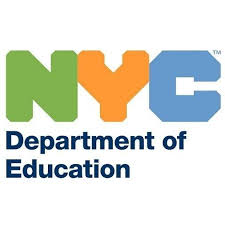 NYC™
Department of
Education